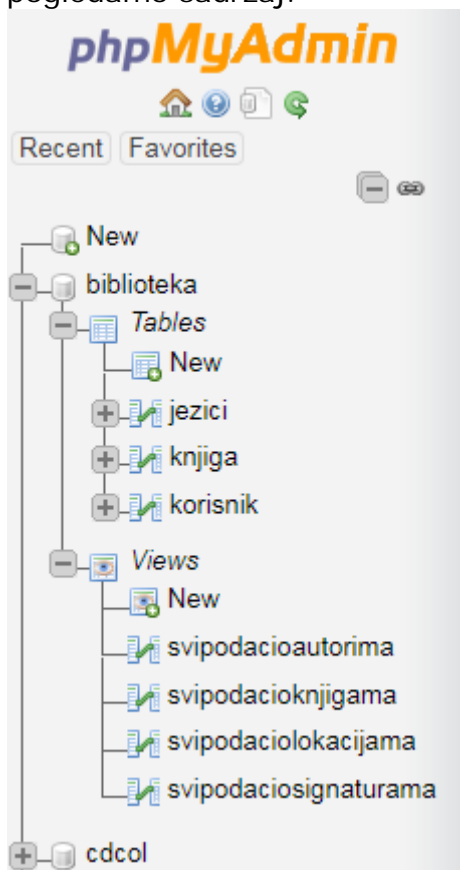 phpMyAdmin
Recent Favorites
New
biblioteka
Tables
New
jezici
knjiga
korisnik
Views
New
svipodacioautorima
svipodacioknjigama
svipodaciolokacijama
svipodaciosignaturama
cdcol